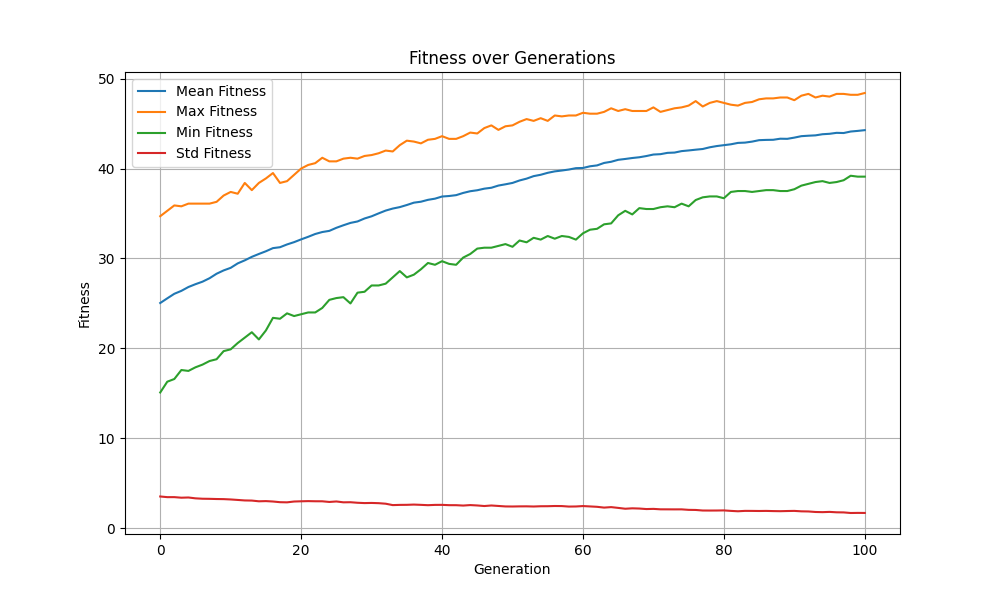 Fitness over Generations
50
40
30
20
10
0
Fitness
Mean Fitness
Max Fitness
Min Fitness
Std Fitness
0 20 40 60 80 100
Generation